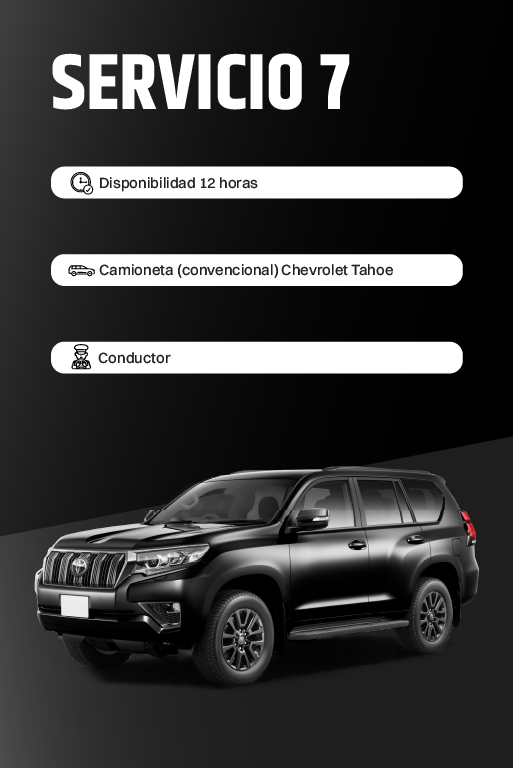 SERVICIO 7
Disponibilidad 12 horas
Camioneta (convencional) Chevrolet Tahoe
Conductor